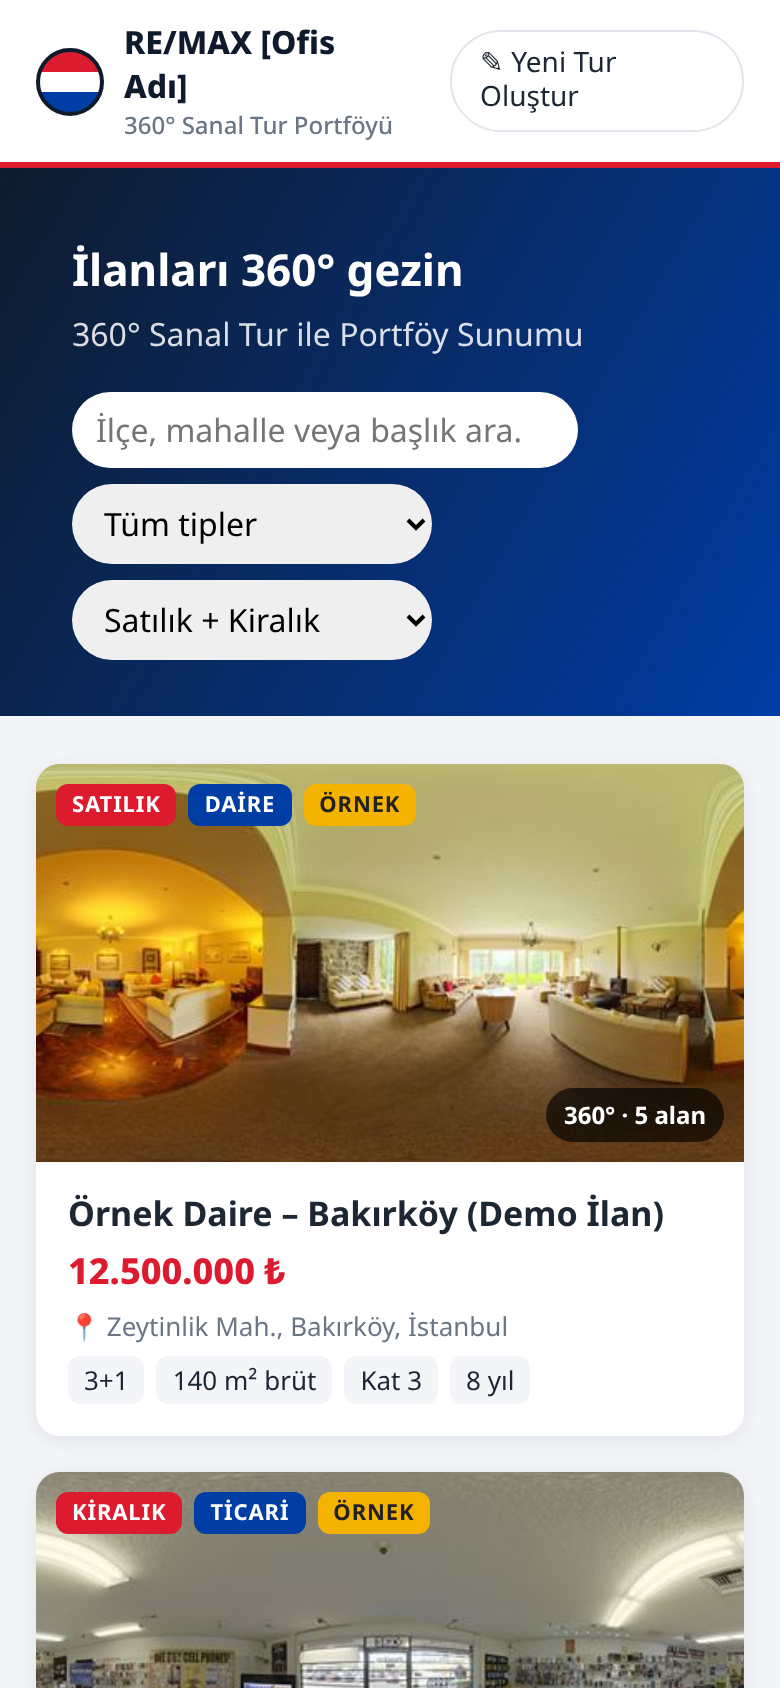 RE/MAX [Ofis
Adı]
360° Sanal Tur Portföyü
✎ Yeni Tur
Oluştur
İlanları 360° gezin
360° Sanal Tur ile Portföy Sunumu
İlçe, mahalle veya başlık ara.
Tüm tipler
Satılık + Kiralık
SATILIK DAİRE ÖRNEK
360° · 5 alan
Örnek Daire – Bakırköy (Demo İlan)
12.500.000 ₺
📍 Zeytinlik Mah., Bakırköy, İstanbul
3+1 140 m² brüt Kat 3 8 yıl
KİRALIK TİCARİ ÖRNEK